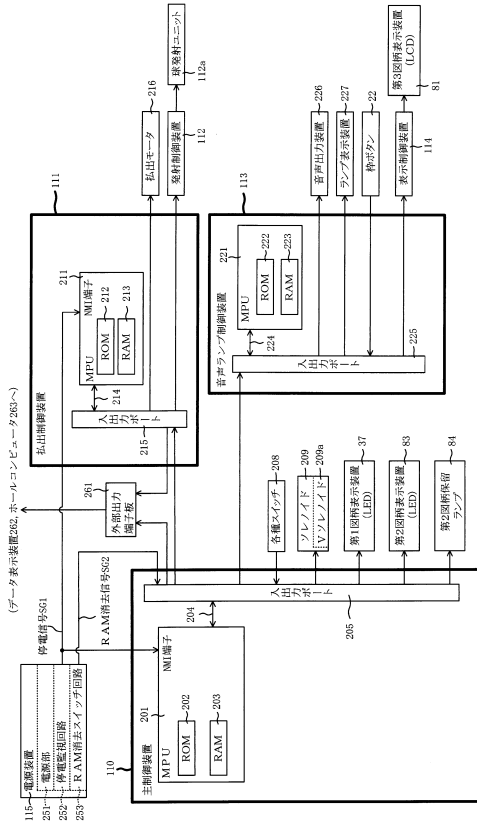 (データ表示装置262,ホールコンピュータ263へ)
115
電源装置
251
電源部
252
停電監視回路
253
RAM消去スイッチ回路
停電信号SG1
RAM消去信号SG2
261
外部出力
端子板
111
払出制御装置
211
MPU
NMI端子
ROM
212
RAM
213
214
入出力ポート
215
払出モータ
216
発射制御装置
112
球発射ユニット
112a
110
主制御装置
201
MPU
NMI端子
ROM
202
RAM
203
204
入出力ポート
205
各種スイッチ
208
ソレノイド
209
Vソレノイド
209a
第1図柄表示装置
(LED)
37
第2図柄表示装置
(LED)
83
第2図柄保留
ランプ
84
113
音声ランプ制御装置
221
MPU
ROM
222
RAM
223
224
入出力ポート
225
音声出力装置
226
ランプ表示装置
227
枠ボタン
22
表示制御装置
114
第3図柄表示装置
(LCD)
81